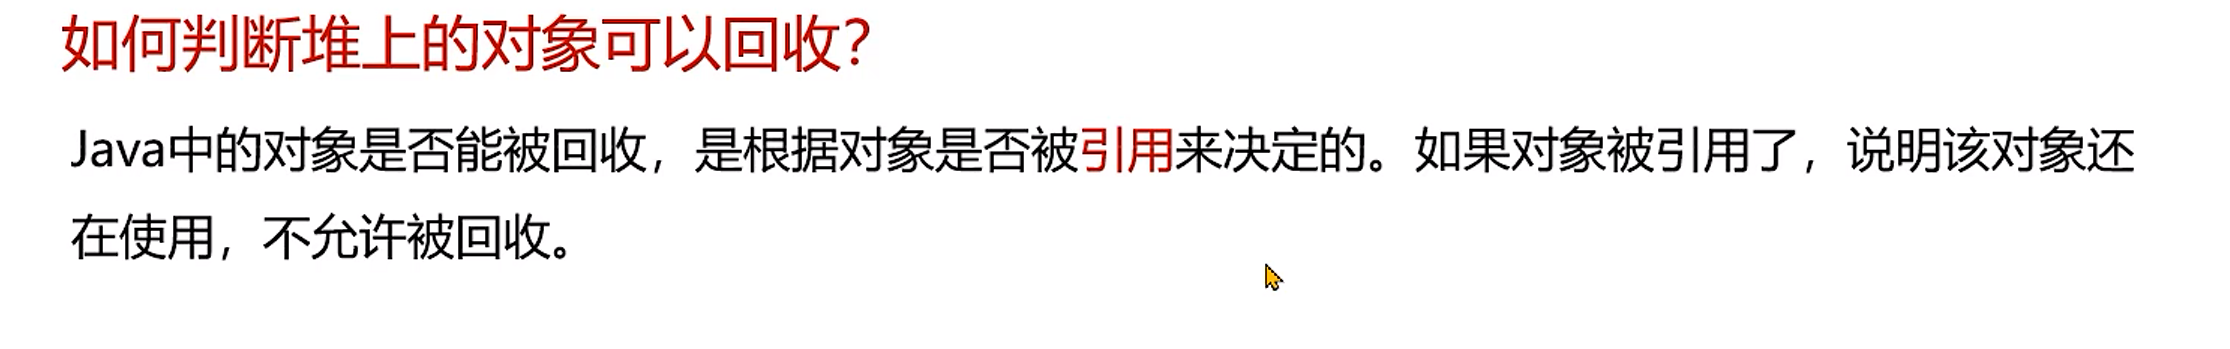 如何判断堆上的对象可以回收？
Java中的对象是否能被回收，是根据对象是否被引用来决定的。如果对象被引用了，说明该对象还
在使用，不允许被回收。